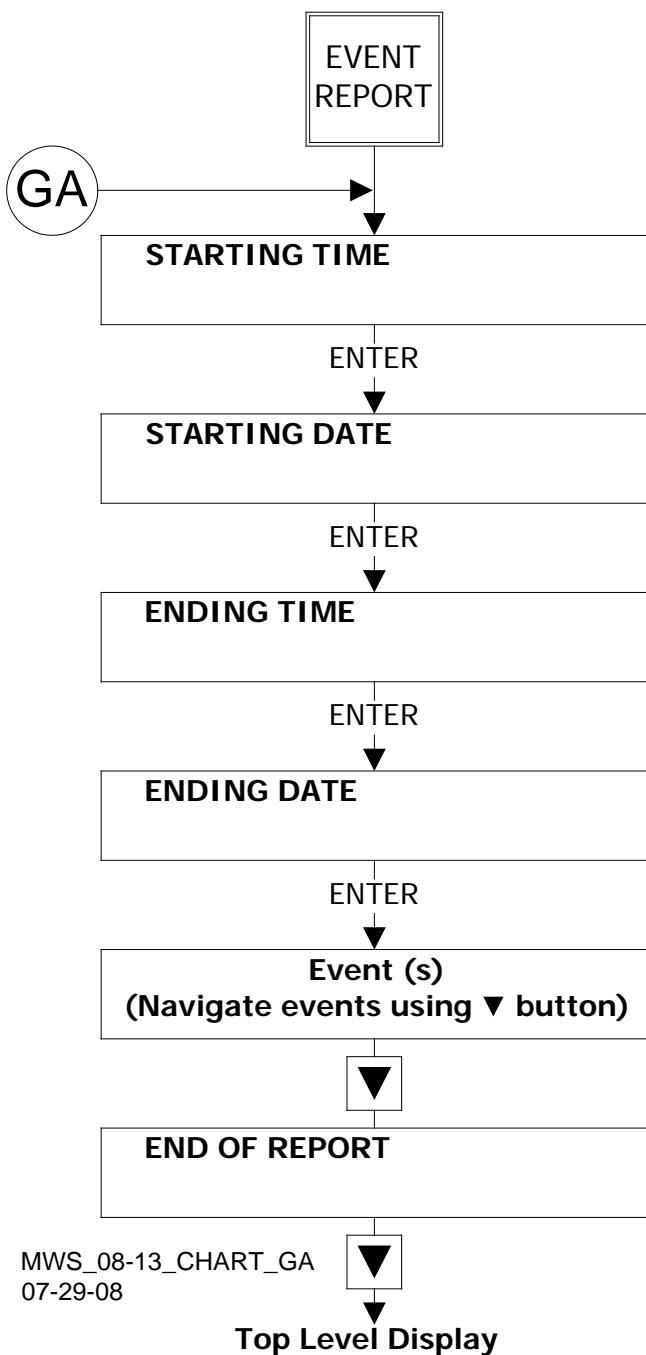 EVENT
REPORT
GA
STARTING TIME
ENTER
STARTING DATE
ENTER
ENDING TIME
ENTER
ENDING DATE
ENTER
Event (s)
(Navigate events using ▼ button)
▼
END OF REPORT
▼
MWS_08-13_CHART_GA
07-29-08
Top Level Display